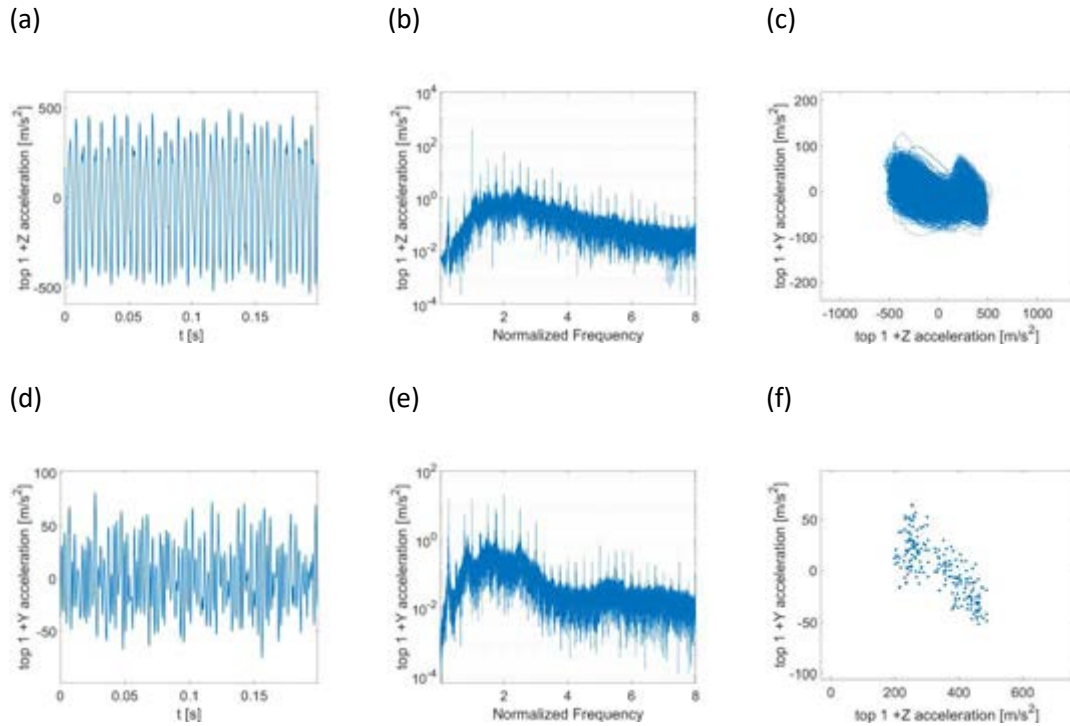 (a)
(b)
(c)
top 1 +Z acceleration [m/s²]
500
0
-500
0
0.05
0.1
0.15
t [s]
top 1 +Z acceleration [m/s²]
10⁴
10²
10⁰
10⁻²
10⁻⁴
2
4
6
8
Normalized Frequency
top 1 +Y acceleration [m/s²]
200
100
0
-100
-200
-1000
-500
0
500
1000
top 1 +Z acceleration [m/s²]
(d)
(e)
(f)
top 1 +Y acceleration [m/s²]
100
50
0
-50
0
0.05
0.1
0.15
t [s]
top 1 +Y acceleration [m/s²]
10²
10⁰
10⁻²
10⁻⁴
2
4
6
8
Normalized Frequency
top 1 +Y acceleration [m/s²]
50
0
-50
-100
0
200
400
600
top 1 +Z acceleration [m/s²]